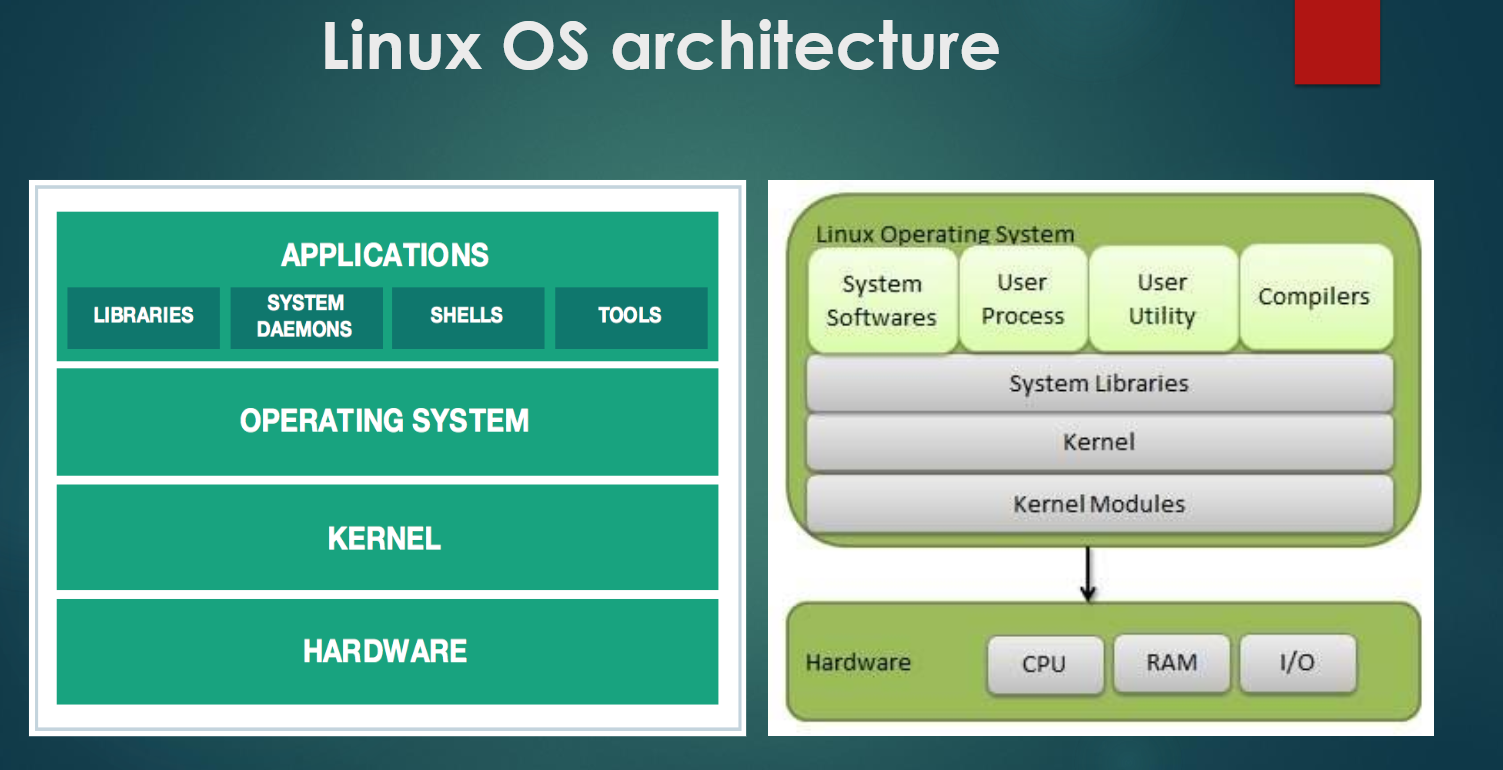 Linux OS architecture
APPLICATIONS
LIBRARIES
SYSTEM
DAEMONS
SHELLS
TOOLS
OPERATING SYSTEM
KERNEL
HARDWARE
Linux Operating System
System
Softwares
User
Process
User
Utility
Compilers
System Libraries
Kernel
Kernel Modules
Hardware
CPU
RAM
I/O